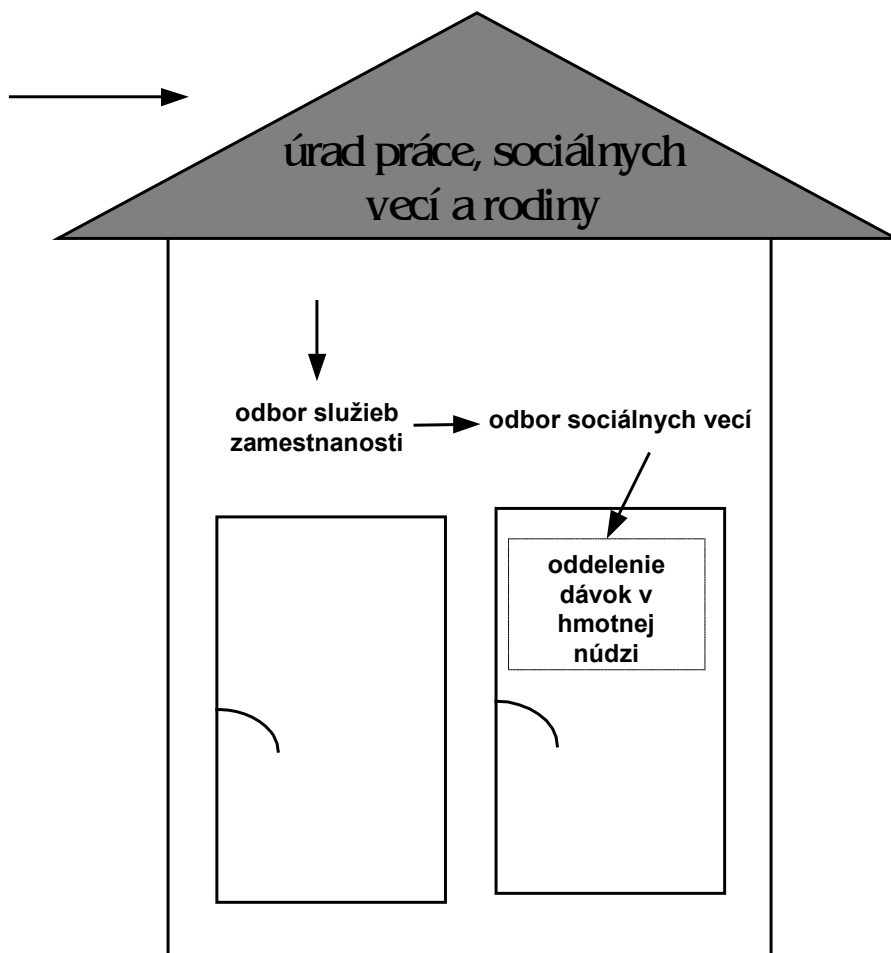 úrad práce, sociálnych
vecí a rodiny
odbor služieb
zamestnanosti
odbor sociálnych vecí
oddelenie
dávok v
hmotnej
núdzi